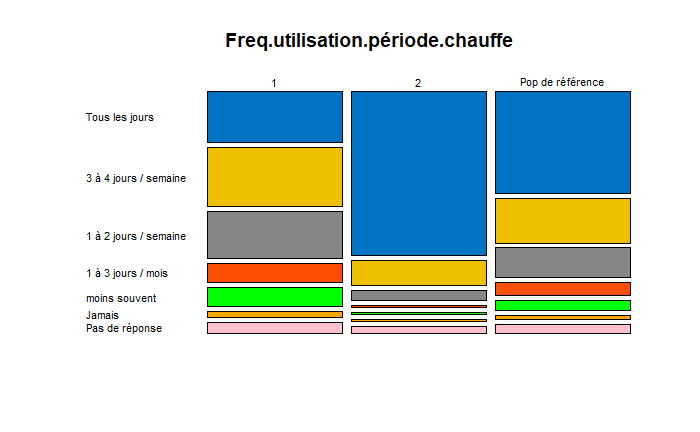 Freq.utilisation.période.chauffe
1 2 Pop de référence
Tous les jours
3 à 4 jours / semaine
1 à 2 jours / semaine
1 à 3 jours / mois
moins souvent
Jamais
Pas de réponse